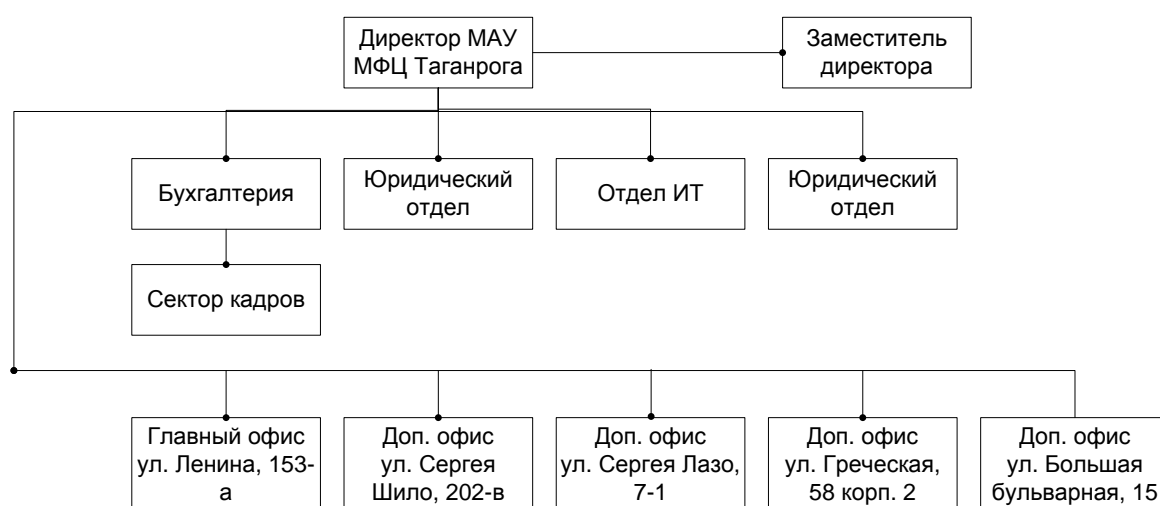 Директор МАУ
МФЦ Таганрога
Заместитель
директора
Бухгалтерия
Юридический
отдел
Отдел ИТ
Юридический
отдел
Сектор кадров
Главный офис
ул. Ленина, 153-
а
Доп. офис
ул. Сергея
Шило, 202-в
Доп. офис
ул. Сергея Лазо,
7-1
Доп. офис
ул. Греческая,
58 корп. 2
Доп. офис
ул. Большая
бульварная, 15